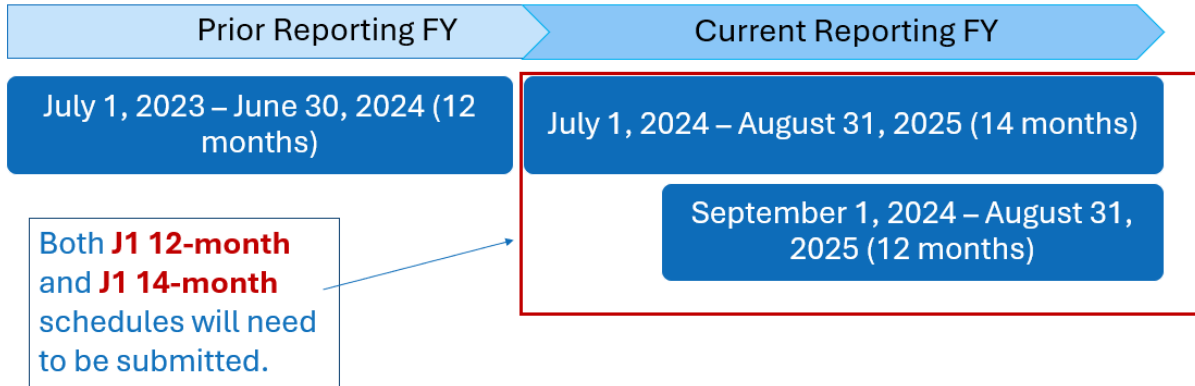 Prior Reporting FY
Current Reporting FY
July 1, 2023 – June 30, 2024 (12
months)
July 1, 2024 – August 31, 2025 (14 months)
September 1, 2024 – August 31,
2025 (12 months)
Both J1 12-month
and J1 14-month
schedules will need
to be submitted.